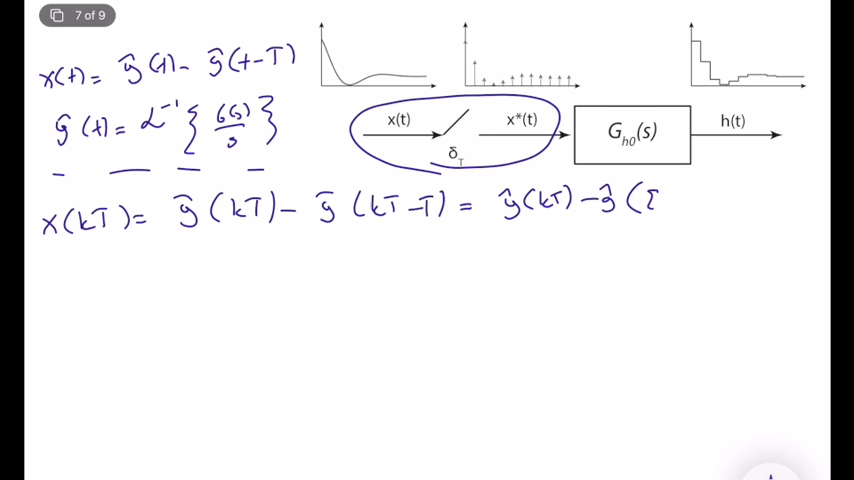 7 of 9
x(t) = ḡ(t) - ḡ(t-T)
ḡ(t) = ℒ⁻¹ { G(s)/s }
x(t)
x*(t)
δT
Gh0(s)
h(t)
x(kT) = ḡ(kT) - ḡ(kT-T) = ḡ(kT) - ḡ([